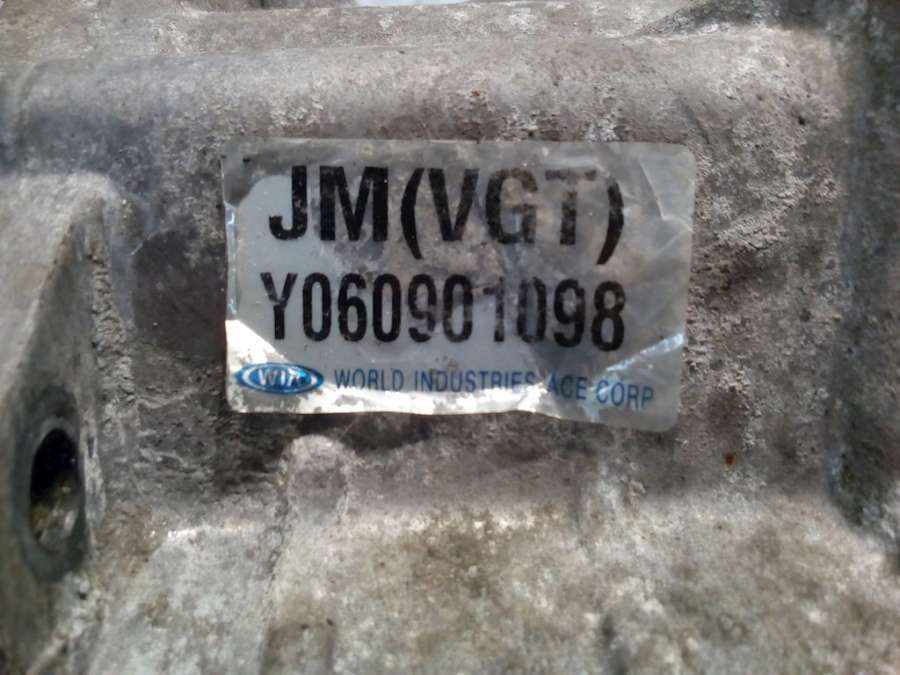 JM(VGT)
Y060901098
WIA WORLD INDUSTRIES ACE CORP